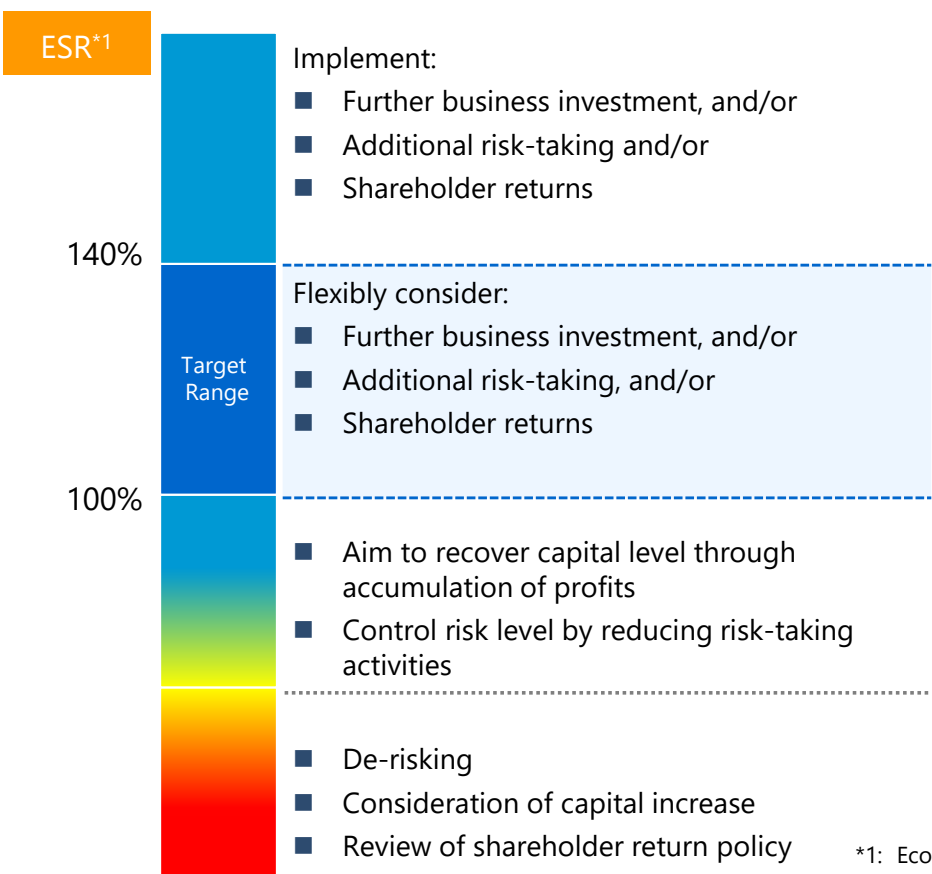 ESR*1
Implement:
■ Further business investment, and/or
■ Additional risk-taking and/or
■ Shareholder returns
140%
Flexibly consider:
■ Further business investment, and/or
■ Additional risk-taking, and/or
■ Shareholder returns
Target
Range
100%
■ Aim to recover capital level through
accumulation of profits
■ Control risk level by reducing risk-taking
activities
■ De-risking
■ Consideration of capital increase
■ Review of shareholder return policy
*1: Eco